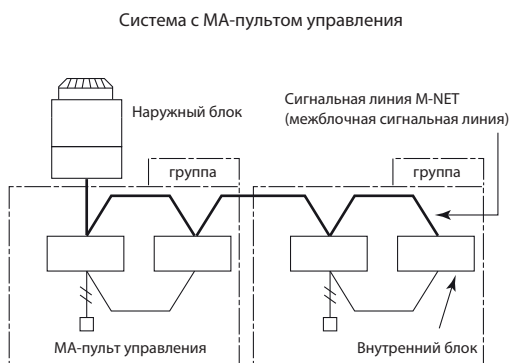 Система с МА-пультом управления
Наружный блок
Сигнальная линия M-NET
(межблочная сигнальная линия)
группа
группа
МА-пульт управления
Внутренний блок